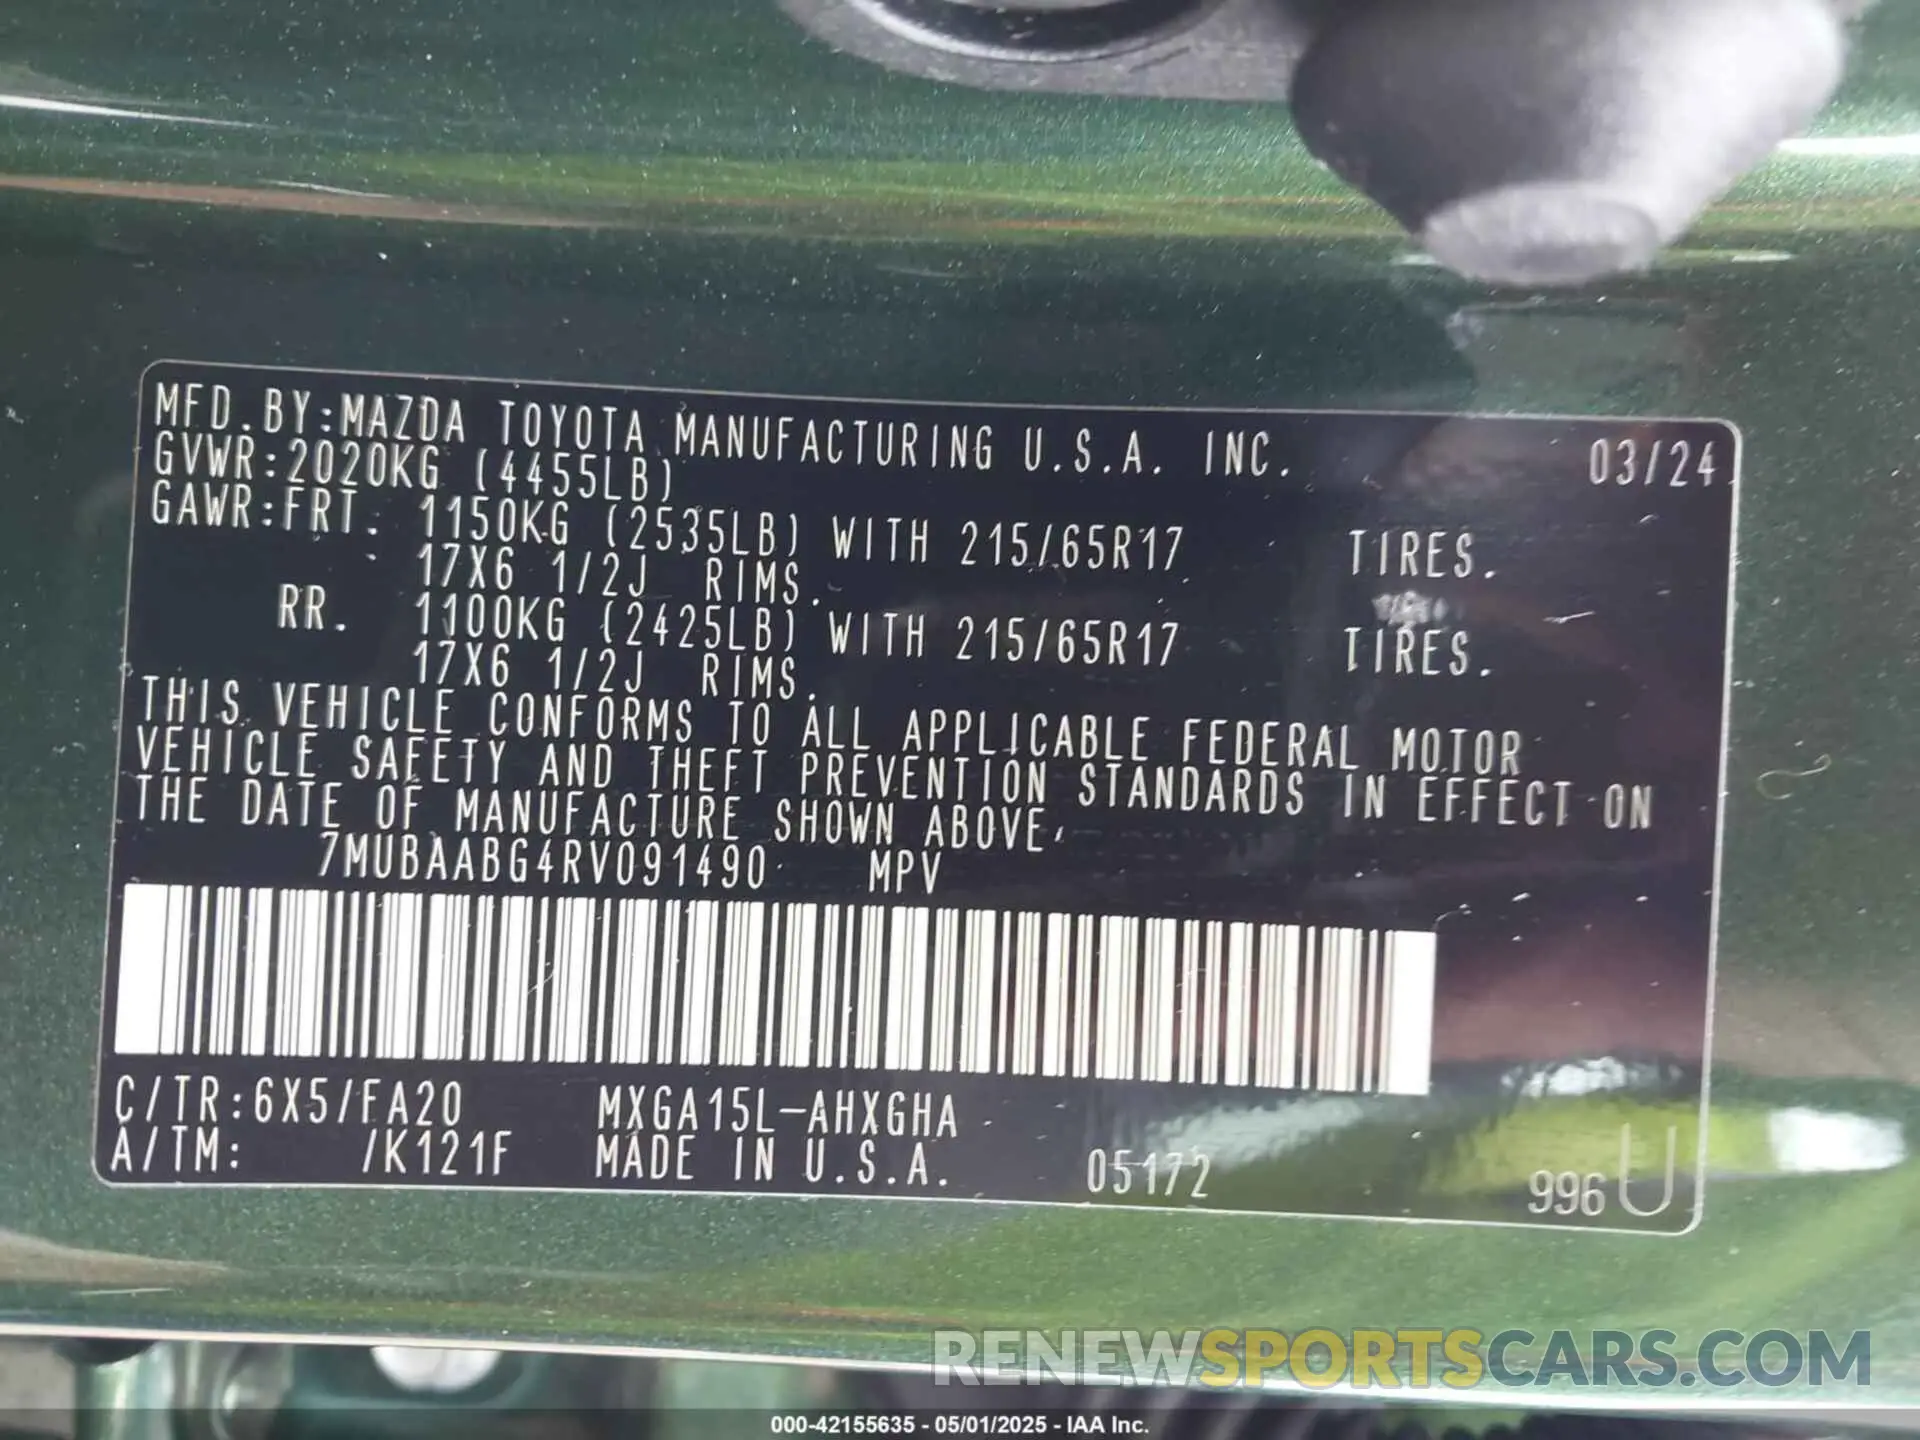 MFD.BY:MAZDA TOYOTA MANUFACTURING U.S.A. INC. 03/24
GVWR:2020KG (4455LB)
GAWR:FRT. 1150KG (2535LB) WITH 215/65R17 TIRES.
17X6 1/2J RIMS.
RR. 1100KG (2425LB) WITH 215/65R17 TIRES.
17X6 1/2J RIMS.
THIS VEHICLE CONFORMS TO ALL APPLICABLE FEDERAL MOTOR
VEHICLE SAFETY AND THEFT PREVENTION STANDARDS IN EFFECT ON
THE DATE OF MANUFACTURE SHOWN ABOVE.
7MUBAABG4RV091490 MPV
C/TR:6X5/FA20 MXGA15L-AHXGHA
A/TM: /K121F MADE IN U.S.A. 05172 996 U
RENEWSPORTSCARS.COM
000-42155635 - 05/01/2025 - IAA Inc.